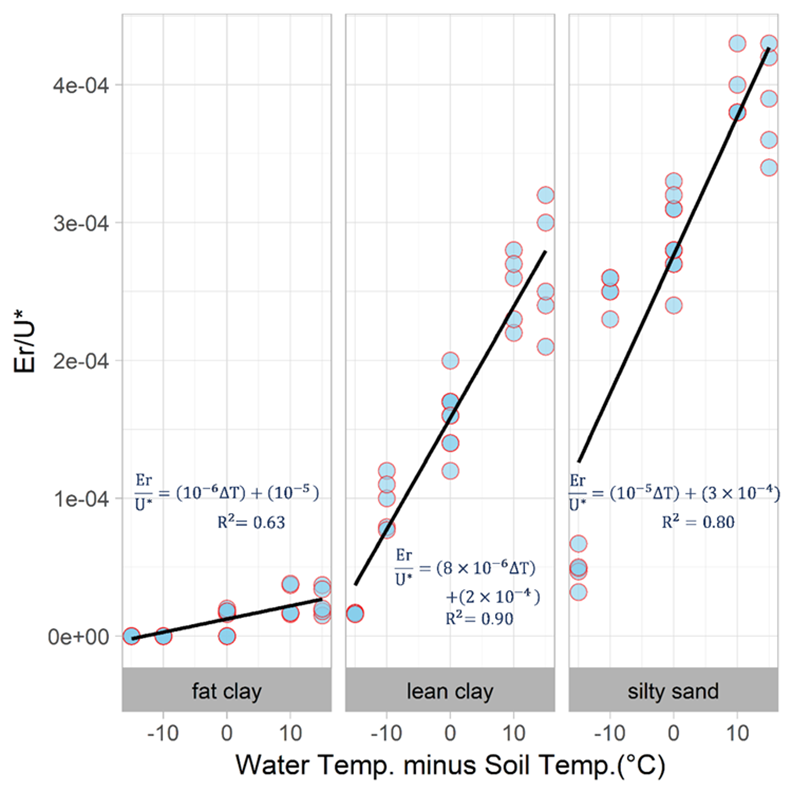 Er/U*
4e-04
3e-04
2e-04
1e-04
0e+00
Er/U* = (10⁻⁶ΔT) + (10⁻⁵)
R²= 0.63
Er/U* = (8 × 10⁻⁶ΔT)
+(2 × 10⁻⁴)
R²= 0.90
Er/U* = (10⁻⁵ΔT) + (3 × 10⁻⁴)
R² = 0.80
fat clay
lean clay
silty sand
-10 0 10 -10 0 10 -10 0 10
Water Temp. minus Soil Temp.(°C)